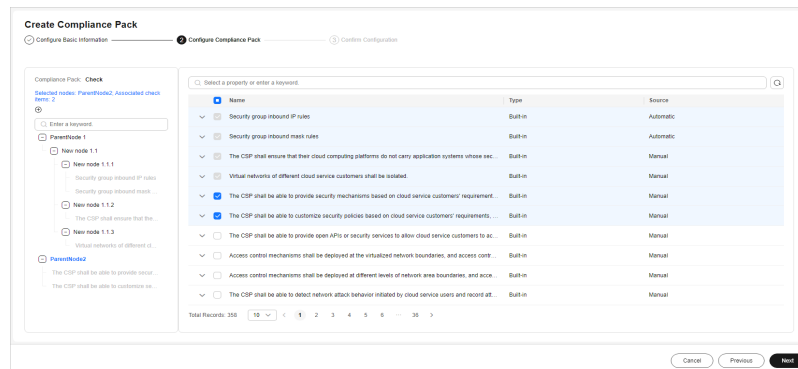 Create Compliance Pack
Configure Basic Information
2 Configure Compliance Pack
3 Confirm Configuration
Compliance Pack: Check
Selected nodes: ParentNode2, Associated check
items: 2
Enter a keyword.
ParentNode 1
New node 1.1
New node 1.1.1
Security group inbound IP rules
Security group inbound mask ...
New node 1.1.2
The CSP shall ensure that the...
New node 1.1.3
Virtual networks of different cl...
ParentNode2
The CSP shall be able to provide secur...
The CSP shall be able to customize se...
Select a property or enter a keyword.
Name Type Source
Security group inbound IP rules Built-in Automatic
Security group inbound mask rules Built-in Automatic
The CSP shall ensure that their cloud computing platforms do not carry application systems whose sec... Built-in Manual
Virtual networks of different cloud service customers shall be isolated. Built-in Manual
The CSP shall be able to provide security mechanisms based on cloud service customers' requirement... Built-in Manual
The CSP shall be able to customize security policies based on cloud service customers' requirements, ... Built-in Manual
The CSP shall be able to provide open APIs or security services to allow cloud service customers to ac... Built-in Manual
Access control mechanisms shall be deployed at the virtualized network boundaries, and access contr... Built-in Manual
Access control mechanisms shall be deployed at different levels of network area boundaries, and acce... Built-in Manual
The CSP shall be able to detect network attack behavior initiated by cloud service users and record att... Built-in Manual
Total Records: 358 10 < 1 2 3 4 5 6 ... 36 >
Cancel Previous Next